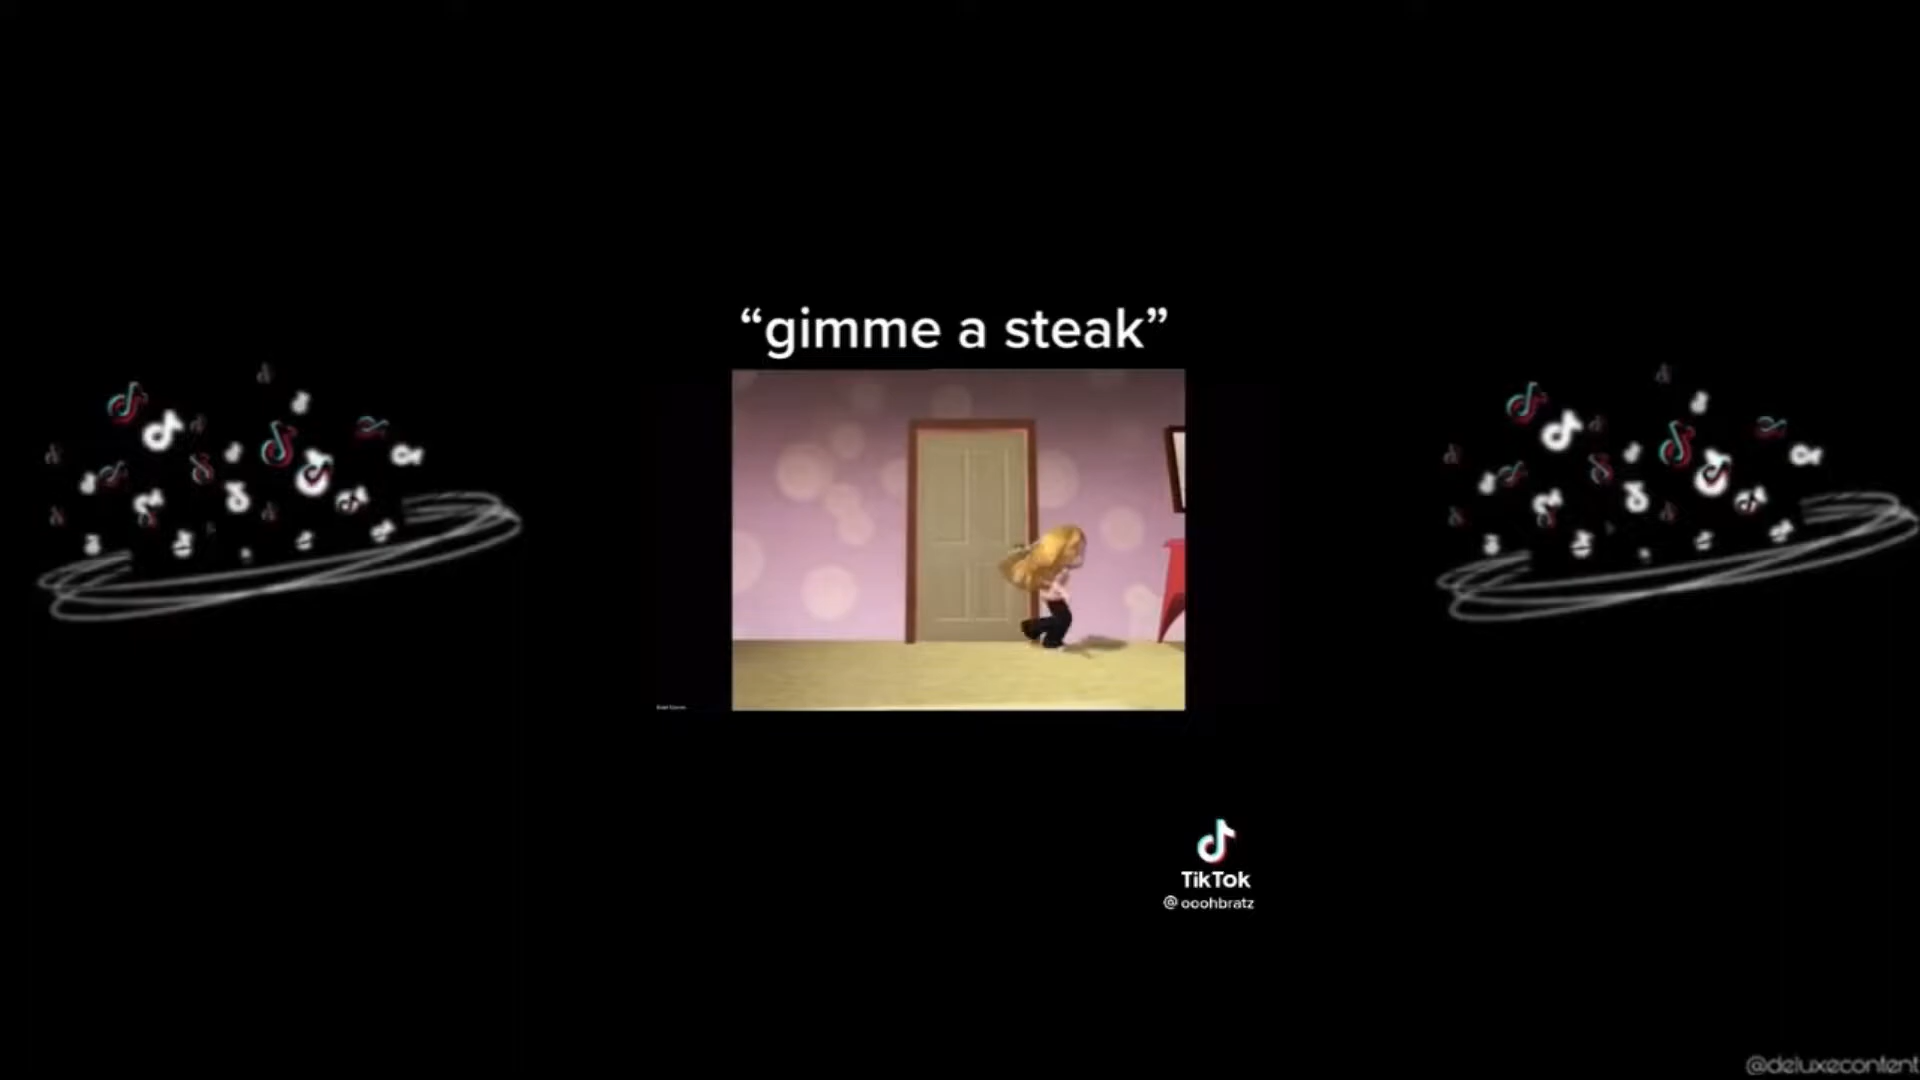 “gimme a steak”
TikTok
@ooohbratz
@deluxecontent